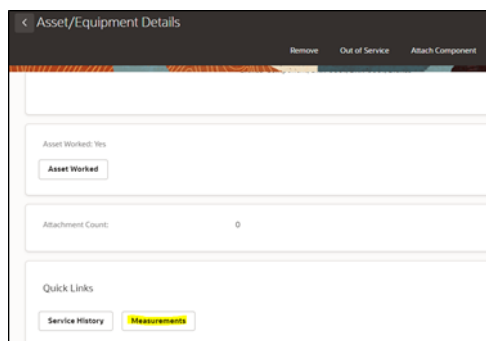 Asset/Equipment Details
Remove Out of Service Attach Component
Asset Worked: Yes
Asset Worked
Attachment Count: 0
Quick Links
Service History Measurements